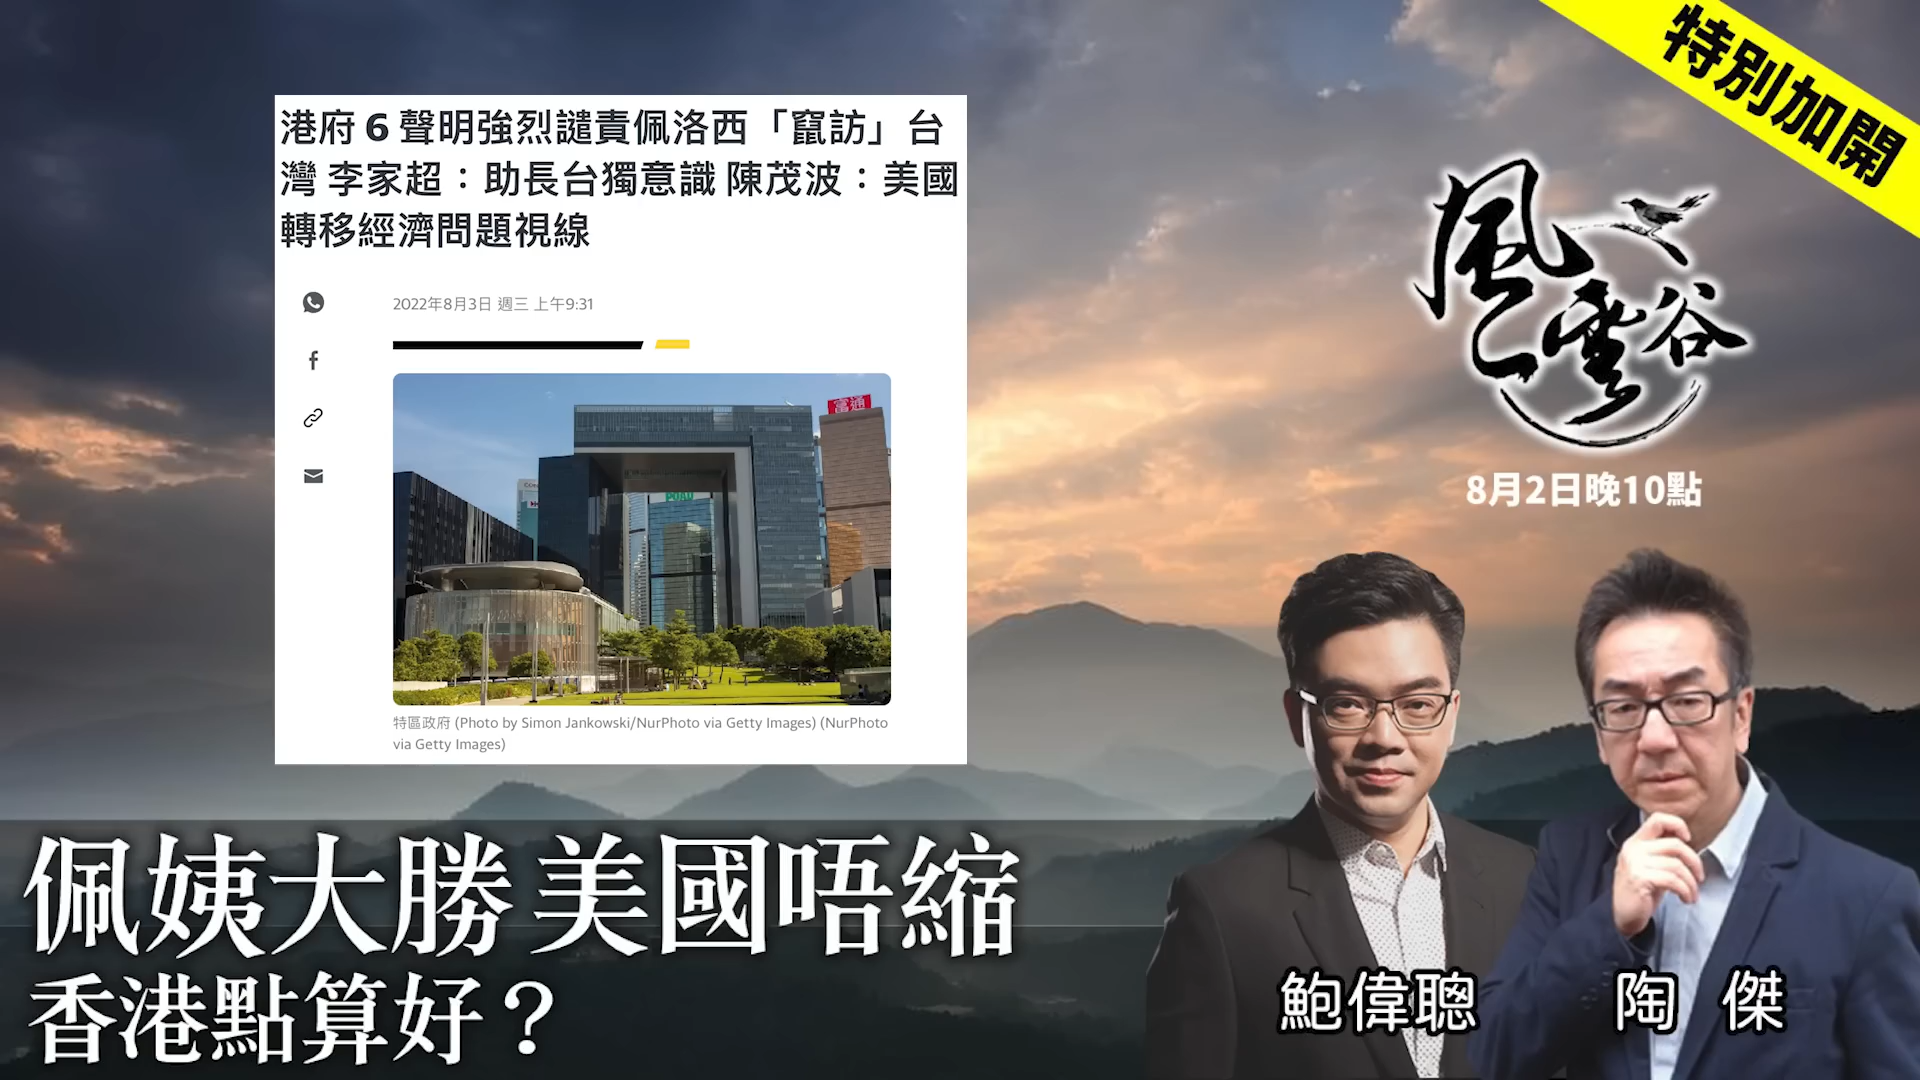 港府 6 聲明強烈譴責佩洛西「竄訪」台
灣 李家超：助長台獨意識 陳茂波：美國
轉移經濟問題視線
2022年8月3日 週三 上午9:31
富通
特區政府 (Photo by Simon Jankowski/NurPhoto via Getty Images) (NurPhoto
via Getty Images)
特別加開
風雲谷
8月2日晚10點
佩姨大勝 美國唔縮
香港點算好？
鮑偉聰
陶 傑